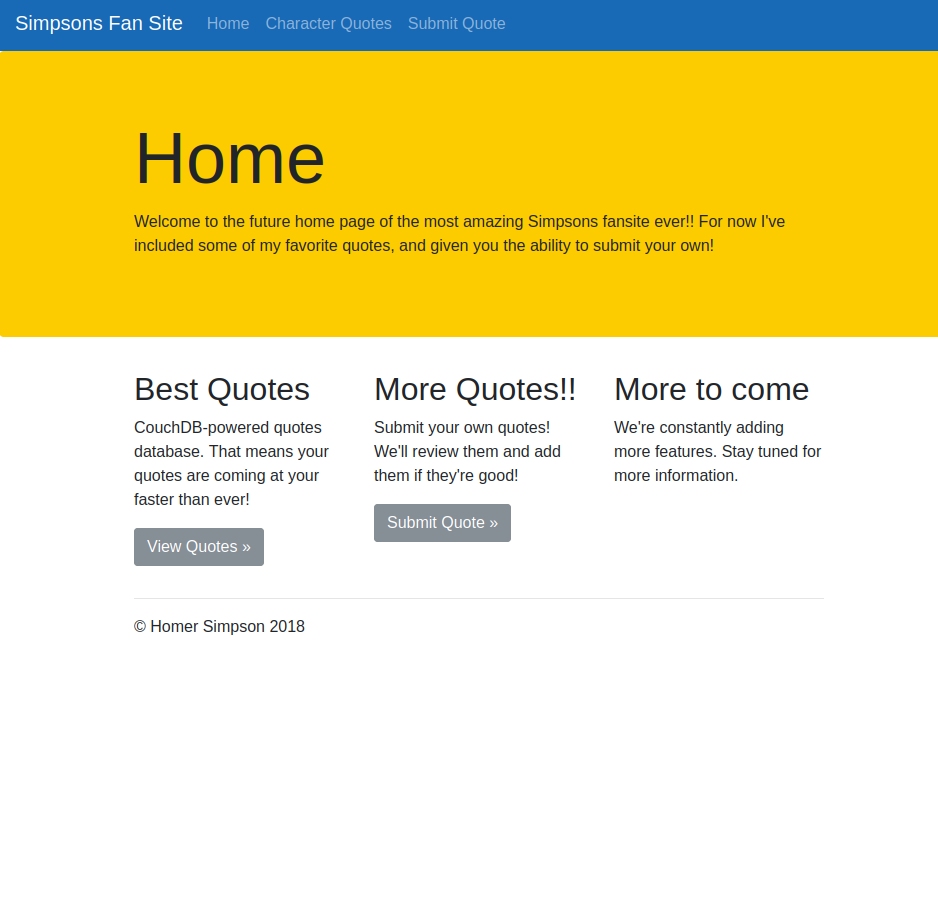 Simpsons Fan Site Home Character Quotes Submit Quote
Home
Welcome to the future home page of the most amazing Simpsons fansite ever!! For now I've
included some of my favorite quotes, and given you the ability to submit your own!
Best Quotes
CouchDB-powered quotes
database. That means your
quotes are coming at your
faster than ever!
View Quotes »
More Quotes!!
Submit your own quotes!
We'll review them and add
them if they're good!
Submit Quote »
More to come
We're constantly adding
more features. Stay tuned for
more information.
© Homer Simpson 2018